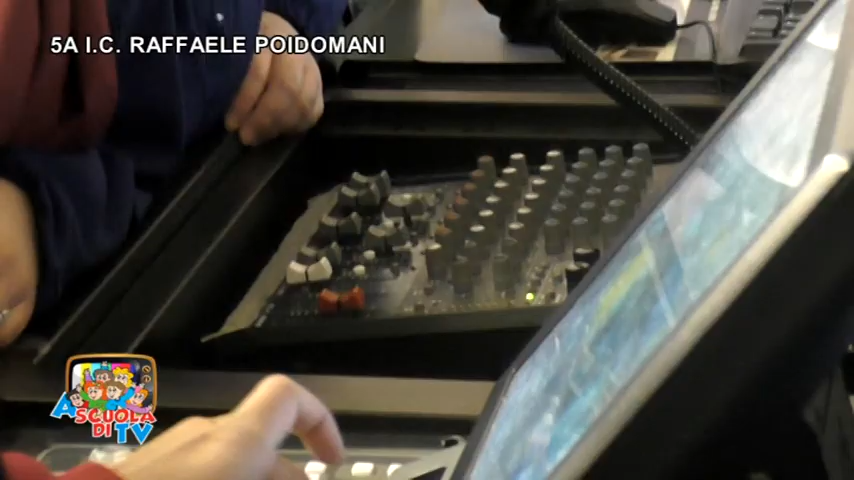 5A I.C. RAFFAELE POIDOMANI
A SCUOLA
DI TV